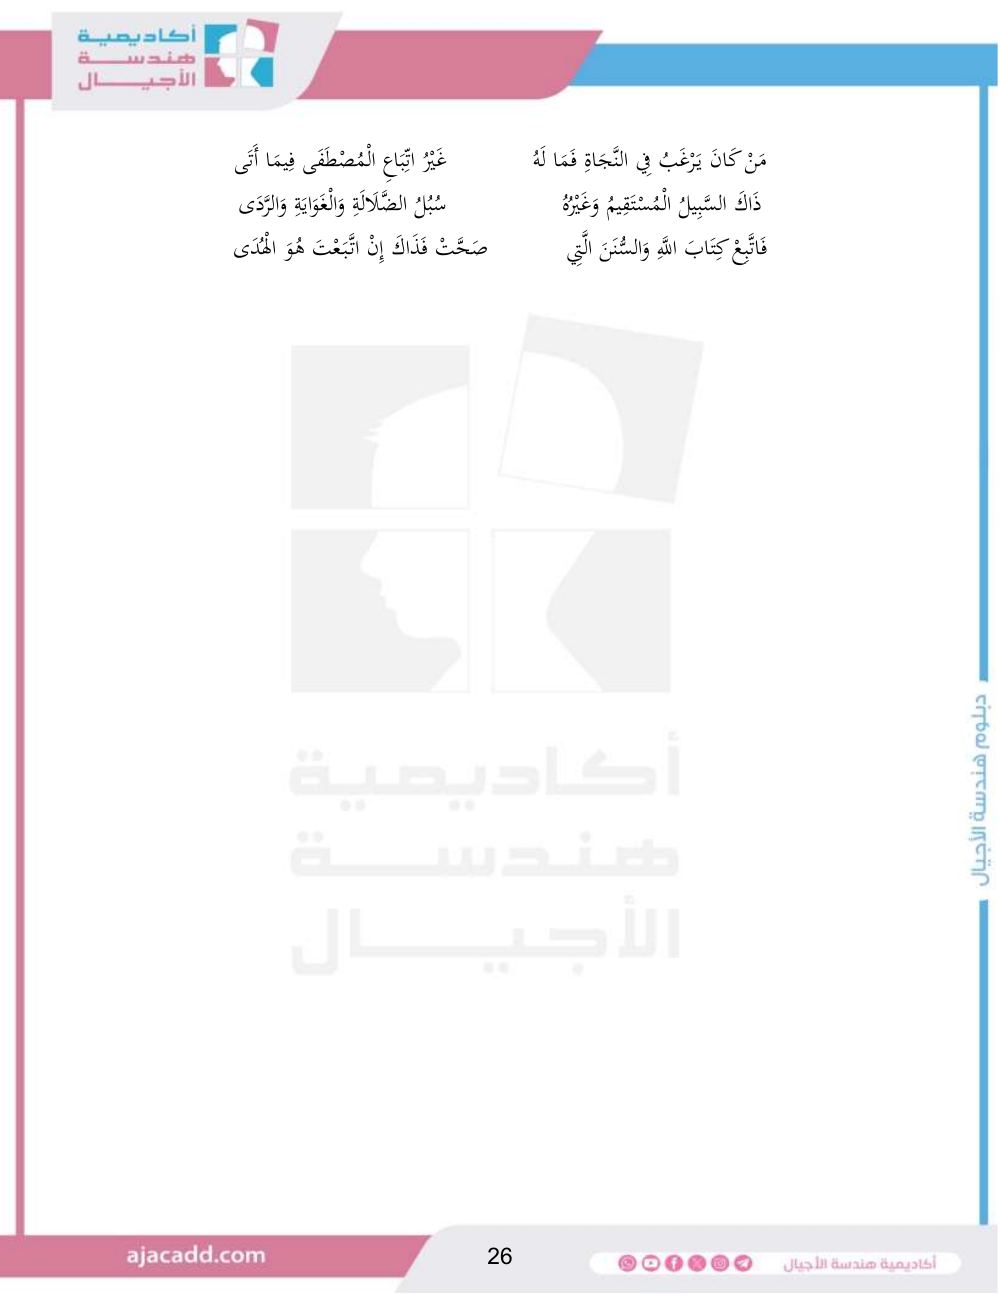 أكاديمية
هندسة
الأجيال
مَنْ كَانَ يَرْغَبُ فِي النَّجَاةِ فَمَا لَهُ غَيْرُ اتِّبَاعِ الْمُصْطَفَى فِيمَا أَتَى
ذَاكَ السَّبِيلُ الْمُسْتَقِيمُ وَغَيْرُهُ سُبُلُ الضَّلَالَةِ وَالْغَوَايَةِ وَالرَّدَى
فَاتَّبِعْ كِتَابَ اللَّهِ وَالسُّنَنَ الَّتِي صَحَّتْ فَذَاكَ إِنْ اتَّبَعْتَ هُوَ الْهُدَى
أكاديمية
هندسة
الأجيال
دبلوم هندسة الأجيال
أكاديمية هندسة الأجيال
26
ajacadd.com